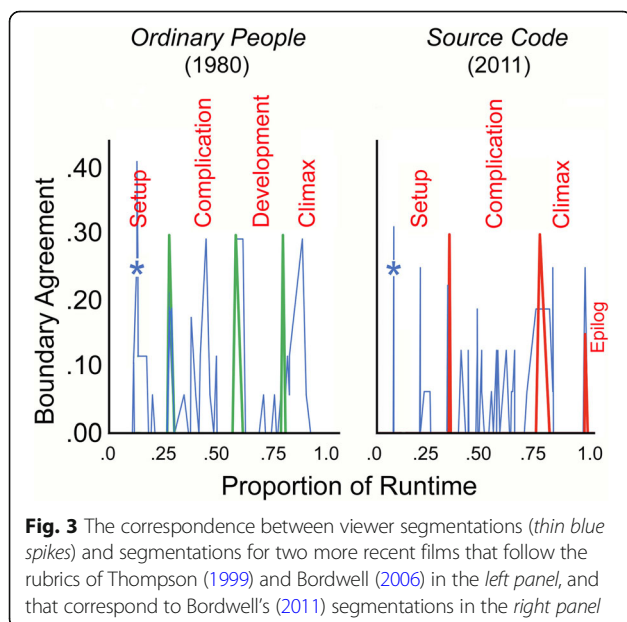 Ordinary People
(1980)
Source Code
(2011)
Setup
Complication
Development
Climax
Setup
Complication
Climax
Epilog
Boundary Agreement
.40
.30
.20
.10
.00
*
*
.0 .25 .50 .75 1.0
.0 .25 .50 .75 1.0
Proportion of Runtime
Fig. 3 The correspondence between viewer segmentations (thin blue
spikes) and segmentations for two more recent films that follow the
rubrics of Thompson (1999) and Bordwell (2006) in the left panel, and
that correspond to Bordwell's (2011) segmentations in the right panel